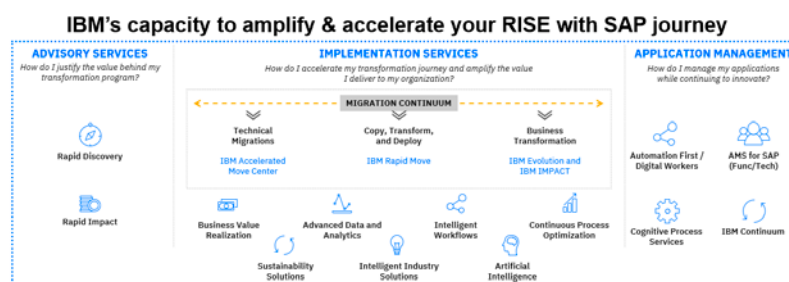 IBM's capacity to amplify & accelerate your RISE with SAP journey
ADVISORY SERVICES
How do I justify the value behind my
transformation program?
Rapid Discovery
Rapid Impact
IMPLEMENTATION SERVICES
How do I accelerate my transformation journey and amplify the value
I deliver to my organization?
MIGRATION CONTINUUM
Technical
Migrations
IBM Accelerated
Move Center
Copy, Transform,
and Deploy
IBM Rapid Move
Business
Transformation
IBM Evolution and
IBM IMPACT
Business Value
Realization
Advanced Data and
Analytics
Intelligent
Workflows
Continuous Process
Optimization
Sustainability
Solutions
Intelligent Industry
Solutions
Artificial
Intelligence
APPLICATION MANAGEMENT
How do I manage my applications
while continuing to innovate?
Automation First /
Digital Workers
AMS for SAP
(Func/Tech)
Cognitive Process
Services
IBM Continuum